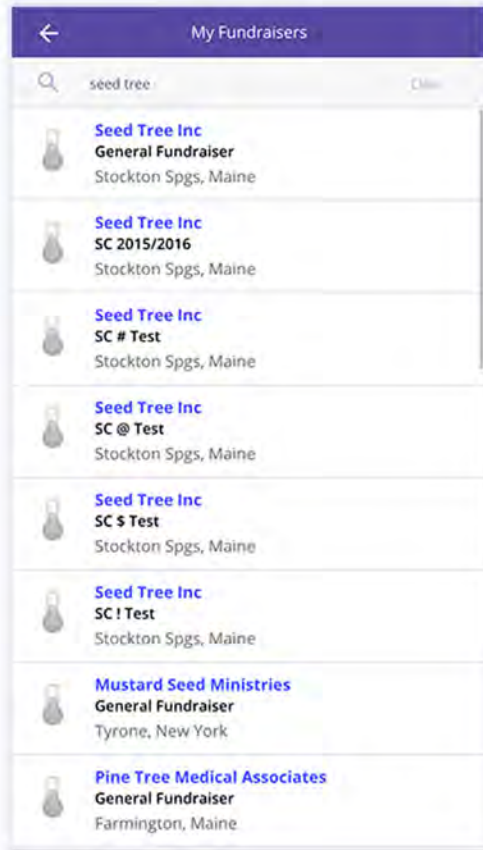 My Fundraisers
seed tree
Seed Tree Inc
General Fundraiser
Stockton Spgs, Maine
Seed Tree Inc
SC 2015/2016
Stockton Spgs, Maine
Seed Tree Inc
SC # Test
Stockton Spgs, Maine
Seed Tree Inc
SC @ Test
Stockton Spgs, Maine
Seed Tree Inc
SC $ Test
Stockton Spgs, Maine
Seed Tree Inc
SC ! Test
Stockton Spgs, Maine
Mustard Seed Ministries
General Fundraiser
Tyrone, New York
Pine Tree Medical Associates
General Fundraiser
Farmington, Maine